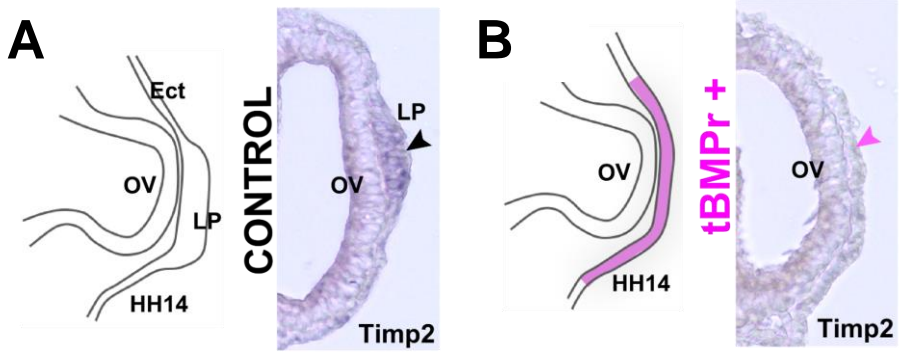 A
Ect
OV
LP
HH14
CONTROL
LP
OV
Timp2
B
OV
HH14
tBMPr +
OV
Timp2